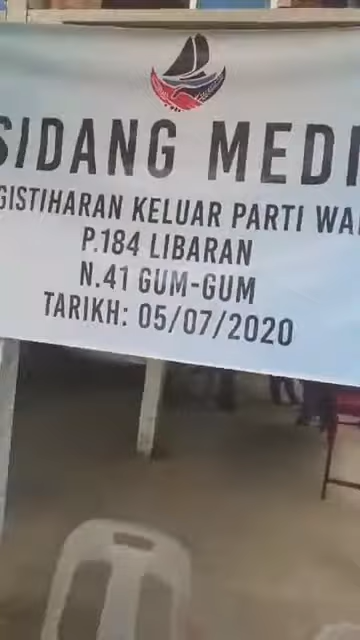 SIDANG MEDI
GISTIHARAN KELUAR PARTI WA
P.184 LIBARAN
N.41 GUM-GUM
TARIKH: 05/07/2020